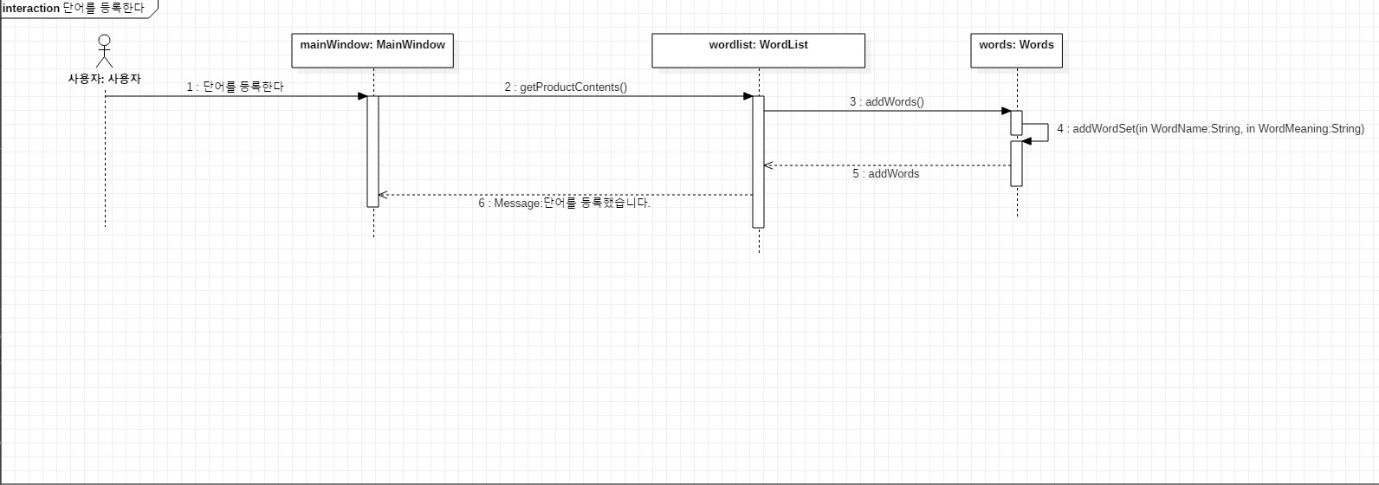 interaction 단어를 등록한다
mainWindow: MainWindow
wordlist: WordList
words: Words
사용자: 사용자
1 : 단어를 등록한다
2 : getProductContents()
3 : addWords()
4 : addWordSet(in WordName:String, in WordMeaning:String)
5 : addWords
6 : Message:단어를 등록했습니다.